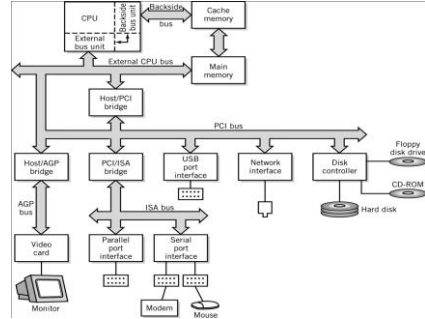 CPU
Backside
bus unit
Backside
bus
Cache
memory
External
bus unit
External CPU bus
Main
memory
Host/PCI
bridge
PCI bus
Floppy
disk drive
Host/AGP
bridge
PCI/ISA
bridge
USB
port
interface
Network
interface
Disk
controller
CD-ROM
AGP
bus
ISA bus
Hard disk
Video
card
Parallel
port
interface
Serial
port
interface
Monitor
Modem
Mouse